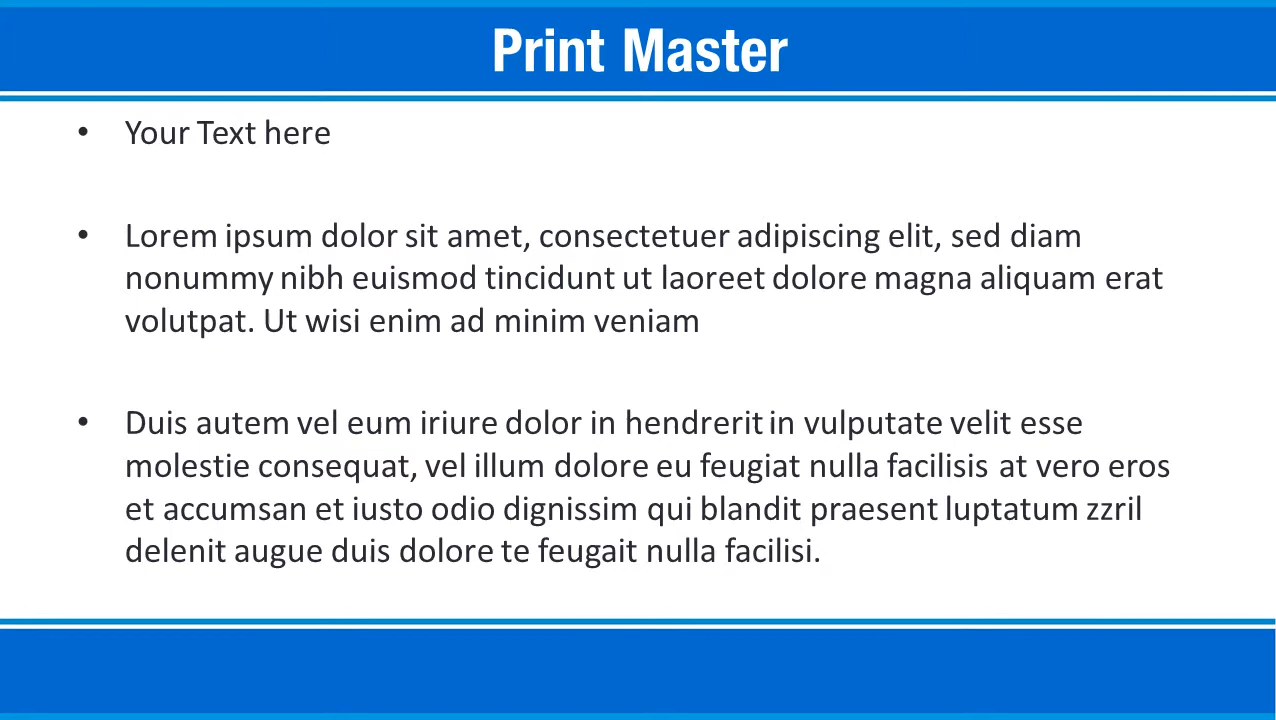 Print Master
• Your Text here
• Lorem ipsum dolor sit amet, consectetuer adipiscing elit, sed diam
nonummy nibh euismod tincidunt ut laoreet dolore magna aliquam erat
volutpat. Ut wisi enim ad minim veniam
• Duis autem vel eum iriure dolor in hendrerit in vulputate velit esse
molestie consequat, vel illum dolore eu feugiat nulla facilisis at vero eros
et accumsan et iusto odio dignissim qui blandit praesent luptatum zzril
delenit augue duis dolore te feugait nulla facilisi.